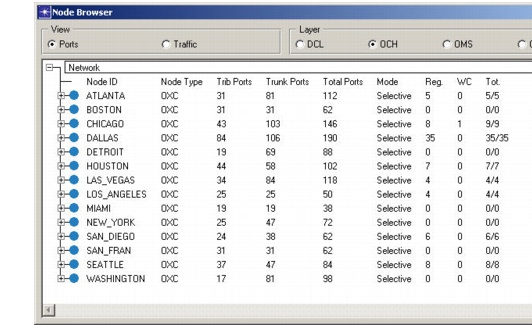 Node Browser
View Layer
Ports Traffic DCL OCH OMS
Network
Node ID Node Type Trib Ports Trunk Ports Total Ports Mode Reg. WC Tot.
ATLANTA OXC 31 81 112 Selective 5 0 5/5
BOSTON OXC 31 31 62 Selective 0 0 0/0
CHICAGO OXC 43 103 146 Selective 8 1 9/9
DALLAS OXC 84 106 190 Selective 35 0 35/35
DETROIT OXC 19 69 88 Selective 0 0 0/0
HOUSTON OXC 44 58 102 Selective 7 0 7/7
LAS_VEGAS OXC 34 84 118 Selective 4 0 4/4
LOS_ANGELES OXC 25 25 50 Selective 4 0 4/4
MIAMI OXC 19 19 38 Selective 0 0 0/0
NEW_YORK OXC 25 47 72 Selective 0 0 0/0
SAN_DIEGO OXC 24 38 62 Selective 6 0 6/6
SAN_FRAN OXC 31 31 62 Selective 0 0 0/0
SEATTLE OXC 37 47 84 Selective 8 0 8/8
WASHINGTON OXC 17 81 98 Selective 0 0 0/0